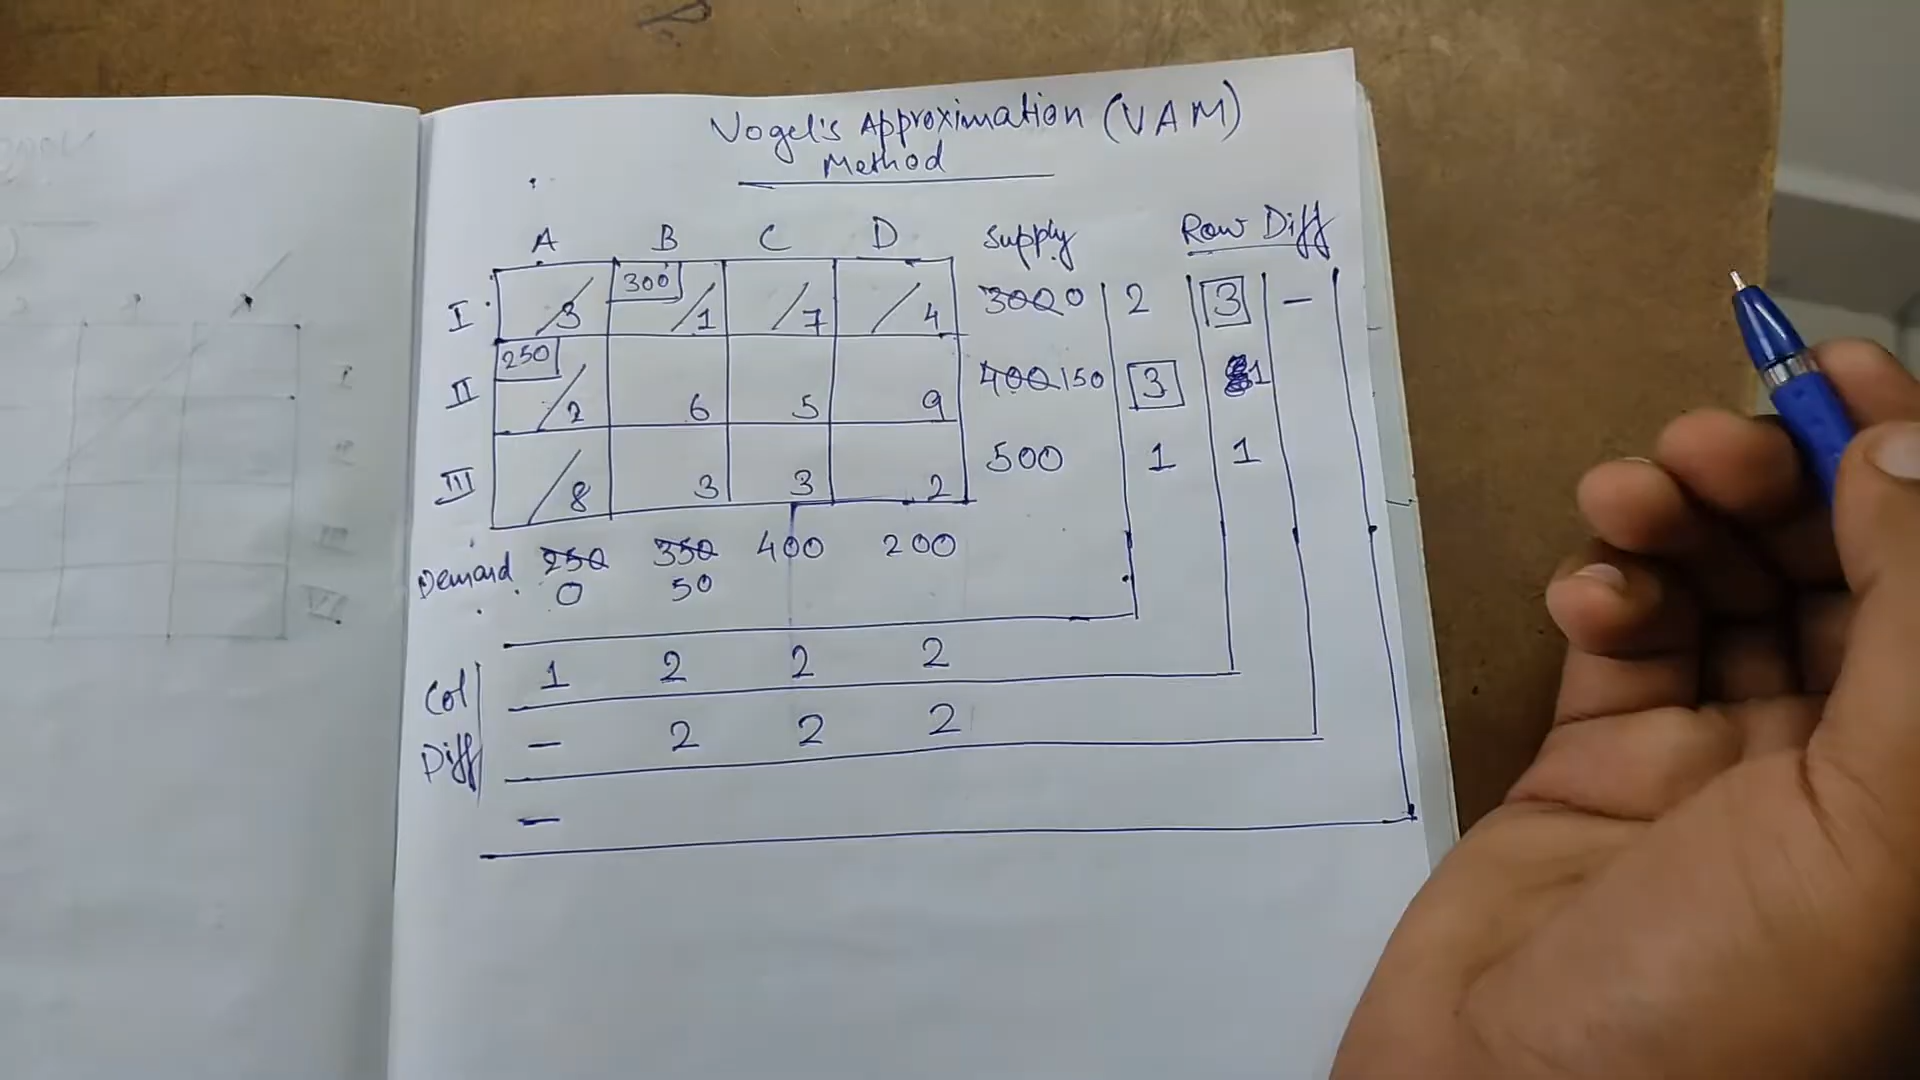 Vogel's Approximation (VAM)
Method
A B C D Supply Row Diff
I 3 300 1 7 4 300 0 2 3 -
II 250 2 6 5 9 400 150 3 1
III 8 3 3 2 500 1 1
Demand 250 350 400 200
0 50
Col 1 2 2 2
Diff - 2 2 2
-